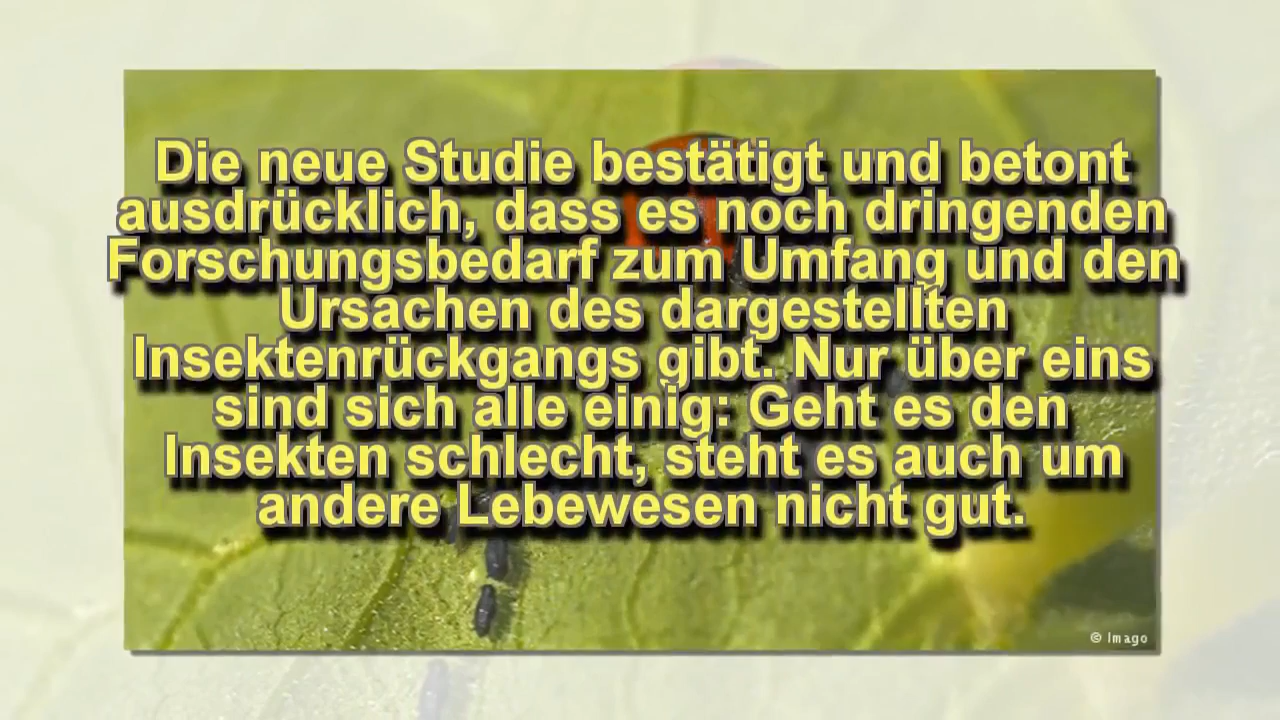 Die neue Studie bestätigt und betont
ausdrücklich, dass es noch dringenden
Forschungsbedarf zum Umfang und den
Ursachen des dargestellten
Insektenrückgangs gibt. Nur über eins
sind sich alle einig: Geht es den
Insekten schlecht, steht es auch um
andere Lebewesen nicht gut.
© Imago